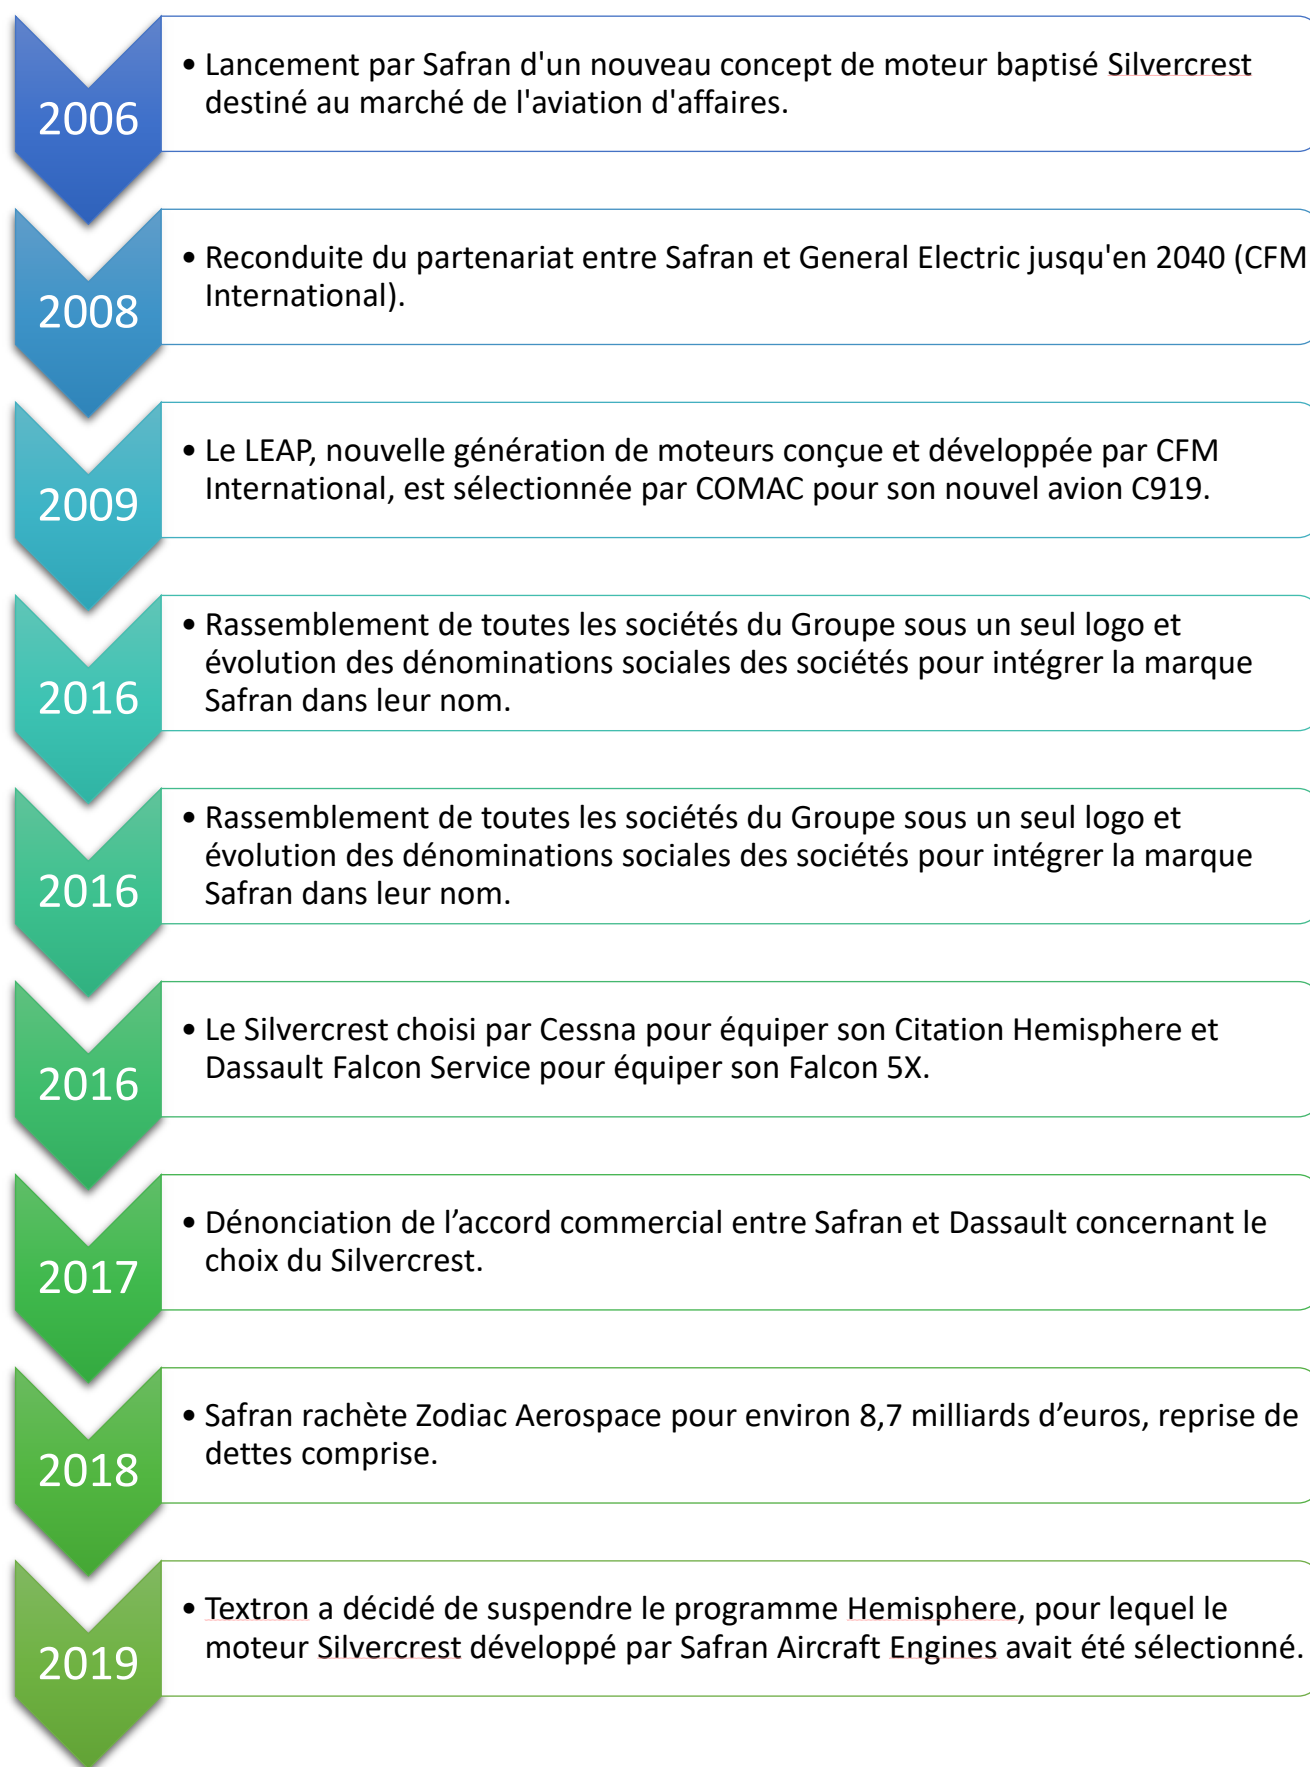 2006
• Lancement par Safran d'un nouveau concept de moteur baptisé Silvercrest
destiné au marché de l'aviation d'affaires.
2008
• Reconduite du partenariat entre Safran et General Electric jusqu'en 2040 (CFM
International).
2009
• Le LEAP, nouvelle génération de moteurs conçue et développée par CFM
International, est sélectionnée par COMAC pour son nouvel avion C919.
2016
• Rassemblement de toutes les sociétés du Groupe sous un seul logo et
évolution des dénominations sociales des sociétés pour intégrer la marque
Safran dans leur nom.
2016
• Rassemblement de toutes les sociétés du Groupe sous un seul logo et
évolution des dénominations sociales des sociétés pour intégrer la marque
Safran dans leur nom.
2016
• Le Silvercrest choisi par Cessna pour équiper son Citation Hemisphere et
Dassault Falcon Service pour équiper son Falcon 5X.
2017
• Dénonciation de l’accord commercial entre Safran et Dassault concernant le
choix du Silvercrest.
2018
• Safran rachète Zodiac Aerospace pour environ 8,7 milliards d’euros, reprise de
dettes comprise.
2019
• Textron a décidé de suspendre le programme Hemisphere, pour lequel le
moteur Silvercrest développé par Safran Aircraft Engines avait été sélectionné.